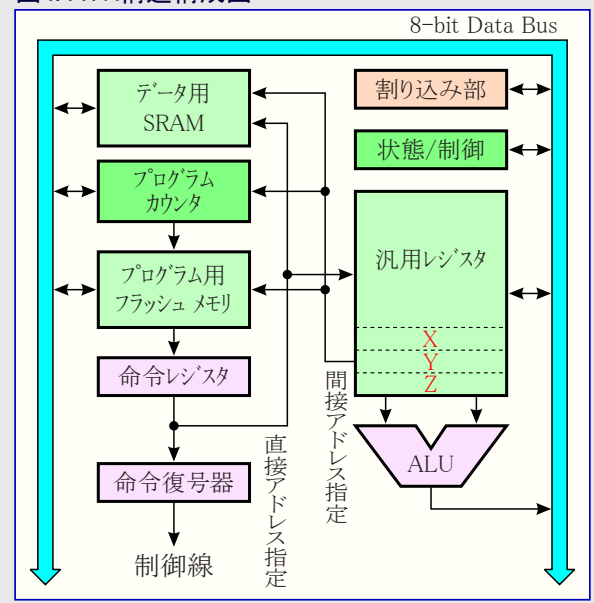 8-bit Data Bus
データ用
SRAM
プログラム
カウンタ
プログラム用
フラッシュ メモリ
命令レジスタ
命令復号器
制御線
直接アドレス指定
間接アドレス指定
割り込み部
状態/制御
汎用レジスタ
X
Y
Z
ALU